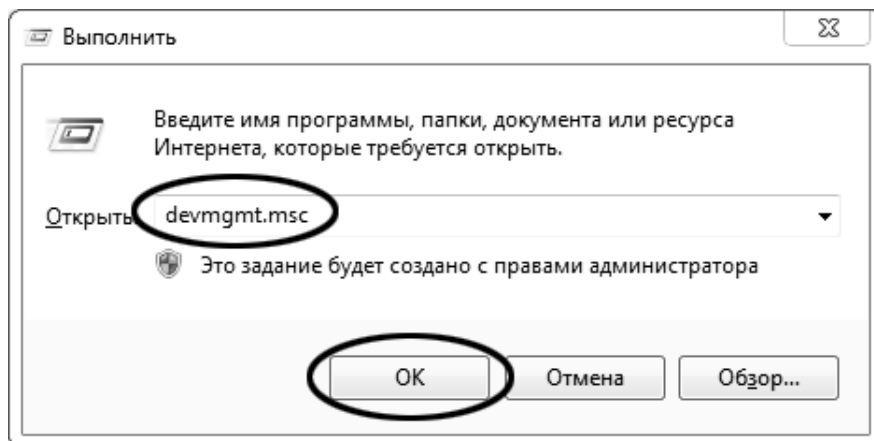 Выполнить
Введите имя программы, папки, документа или ресурса
Интернета, которые требуется открыть.
Открыть devmgmt.msc
Это задание будет создано с правами администратора
OK Отмена Обзор...